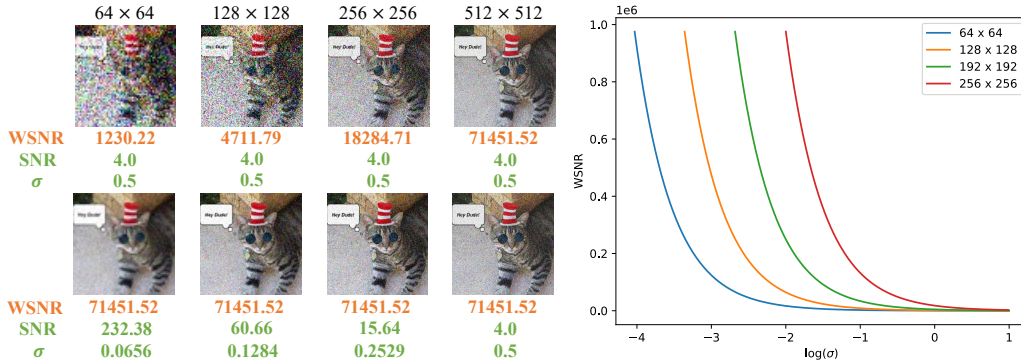 64 × 64 128 × 128 256 × 256 512 × 512
Hey Dude!
Hey Dude!
Hey Dude!
WSNR 1230.22 4711.79 18284.71 71451.52
SNR 4.0 4.0 4.0 4.0
σ 0.5 0.5 0.5 0.5
Hey Dude! Hey Dude! Hey Dude! Hey Dude!
WSNR 71451.52 71451.52 71451.52 71451.52
SNR 232.38 60.66 15.64 4.0
σ 0.0656 0.1284 0.2529 0.5
1e6
1.0
0.8
0.6
0.4
0.2
0.0
WSNR
−4 −3 −2 −1 0 1
log(σ)
64 x 64
128 x 128
192 x 192
256 x 256